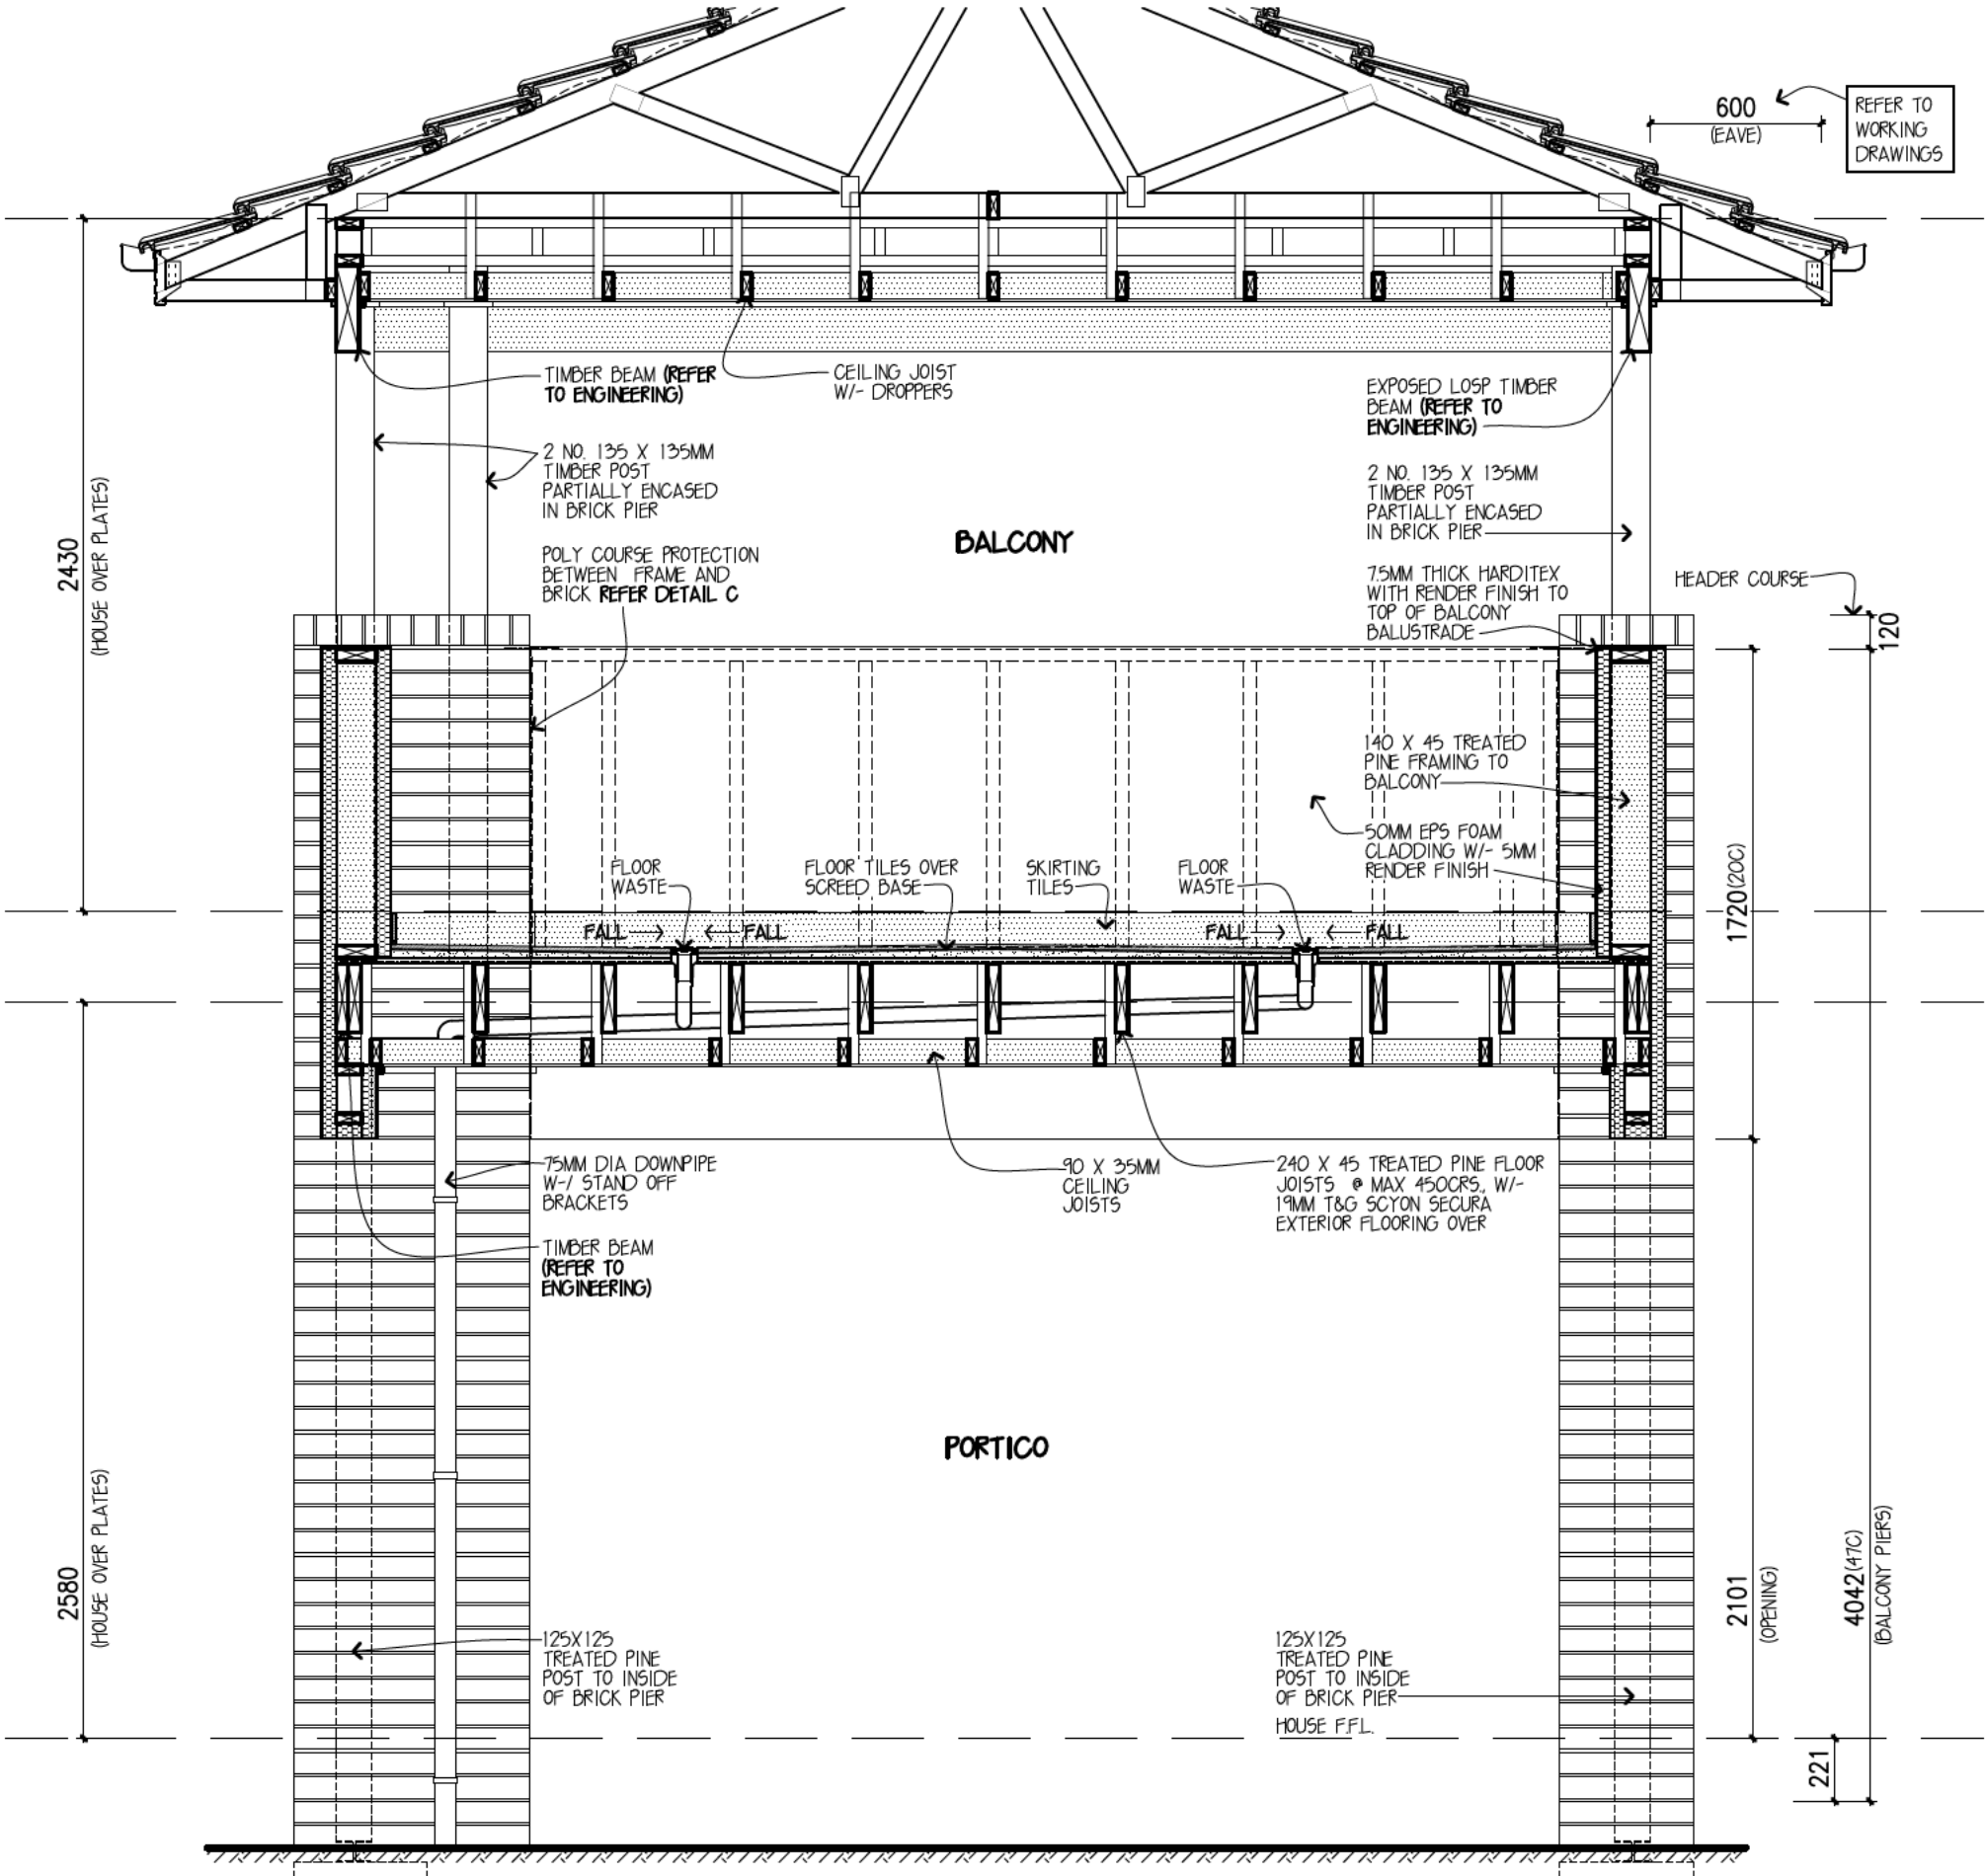 600
(EAVE)
REFER TO
WORKING
DRAWINGS
TIMBER BEAM (REFER
TO ENGINEERING)
CEILING JOIST
W/- DROPPERS
EXPOSED LOSP TIMBER
BEAM (REFER TO
ENGINEERING)
2 NO. 135 X 135MM
TIMBER POST
PARTIALLY ENCASED
IN BRICK PIER
2 NO. 135 X 135MM
TIMBER POST
PARTIALLY ENCASED
IN BRICK PIER
2430
(HOUSE OVER PLATES)
BALCONY
POLY COURSE PROTECTION
BETWEEN FRAME AND
BRICK REFER DETAIL C
7.5MM THICK HARDITEX
WITH RENDER FINISH TO
TOP OF BALCONY
BALUSTRADE
HEADER COURSE
120
140 X 45 TREATED
PINE FRAMING TO
BALCONY
50MM EPS FOAM
CLADDING W/- 5MM
RENDER FINISH
FLOOR
WASTE
FLOOR TILES OVER
SCREED BASE
SKIRTING
TILES
FLOOR
WASTE
1720(20C)
FALL
FALL
FALL
FALL
75MM DIA DOWNPIPE
W-/ STAND OFF
BRACKETS
90 X 35MM
CEILING
JOISTS
240 X 45 TREATED PINE FLOOR
JOISTS @ MAX 450CRS., W/-
19MM T&G SCYON SECURA
EXTERIOR FLOORING OVER
TIMBER BEAM
(REFER TO
ENGINEERING)
PORTICO
2580
(HOUSE OVER PLATES)
2101
(OPENING)
4042(47C)
(BALCONY PIERS)
125X125
TREATED PINE
POST TO INSIDE
OF BRICK PIER
125X125
TREATED PINE
POST TO INSIDE
OF BRICK PIER
HOUSE F.F.L.
221